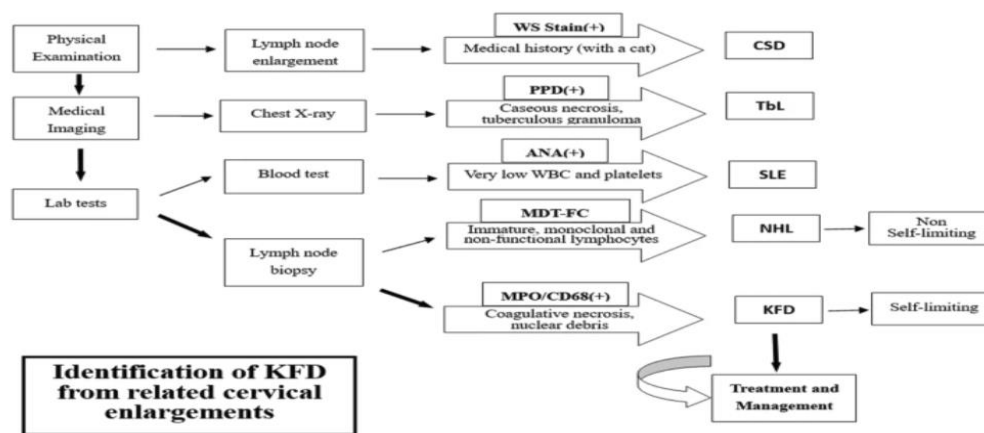 Physical
Examination
Lymph node
enlargement
WS Stain(+)
Medical history (with a cat)
CSD
Medical
Imaging
Chest X-ray
PPD(+)
Caseous necrosis,
tuberculous granuloma
TbL
Lab tests
Blood test
ANA(+)
Very low WBC and platelets
SLE
Lymph node
biopsy
MDT-FC
Immature, monoclonal and
non-functional lymphocytes
NHL
Non
Self-limiting
MPO/CD68(+)
Coagulative necrosis,
nuclear debris
KFD
Self-limiting
Treatment and
Management
Identification of KFD
from related cervical
enlargements